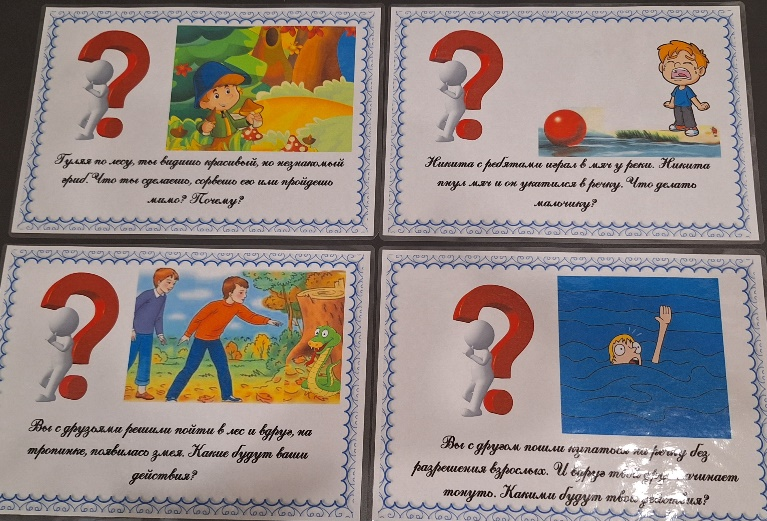 Гуляя по лесу, ты видишь красивый, но незнакомый
гриб! Что ты сделаешь, сорвешь его или пройдешь
мимо? Почему?
Никита с ребятами играл в мяч у реки. Никита
пнул мяч и он укатился в речку. Что делать
мальчику?
Вы с друзьями решили пойти в лес и вдруг, на
тропинке, появилась змея. Какие будут ваши
действия?
Вы с другом пошли купаться на речку без
разрешения взрослых. И вдруг твой друг начинает
тонуть. Какими будут твои действия?